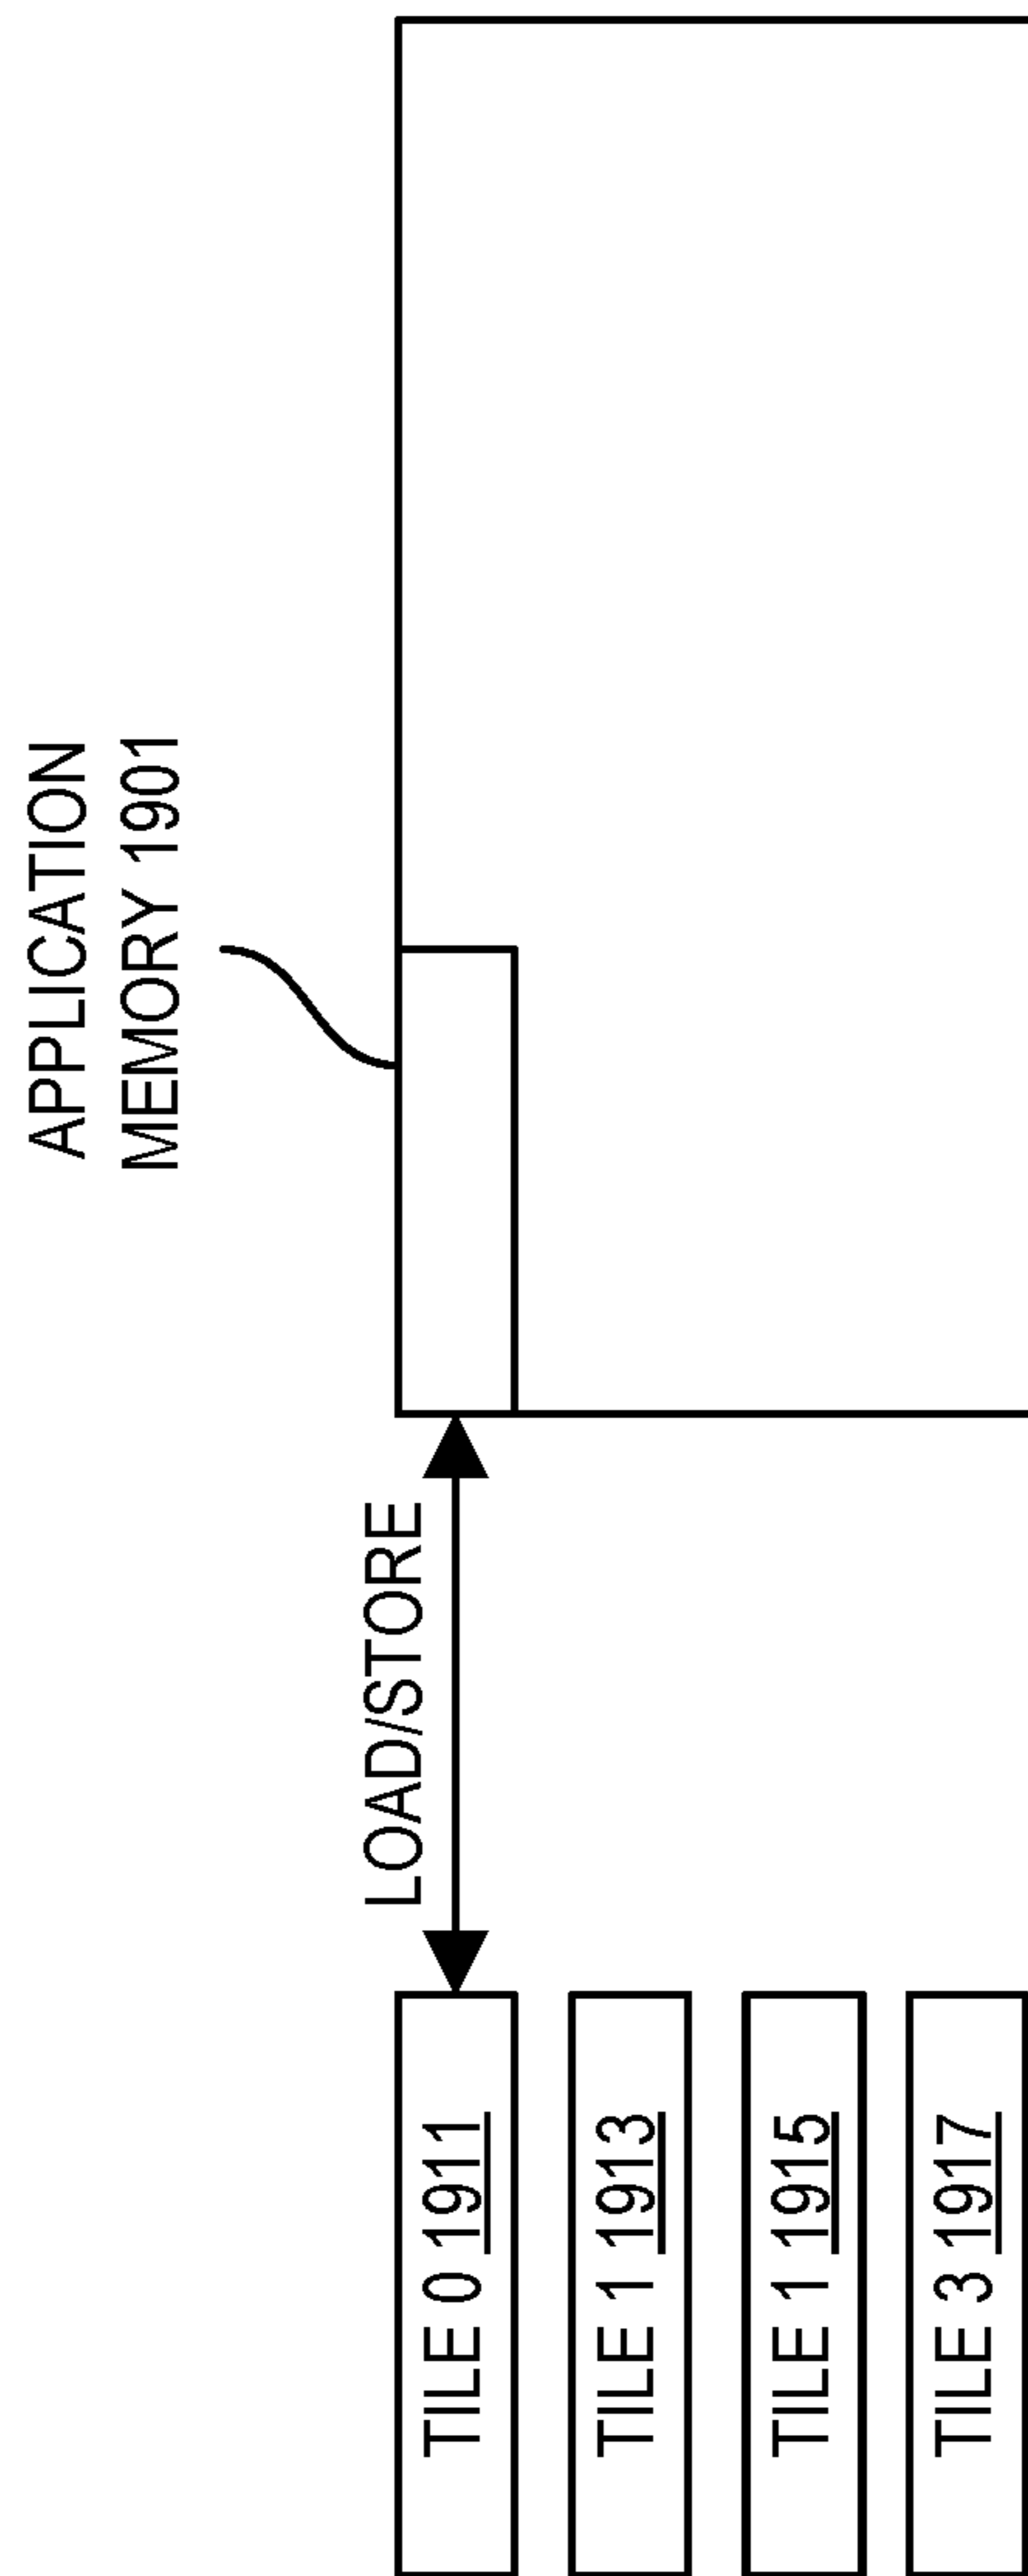 APPLICATION
MEMORY 1901
LOAD/STORE
TILE 0 1911
TILE 1 1913
TILE 1 1915
TILE 3 1917